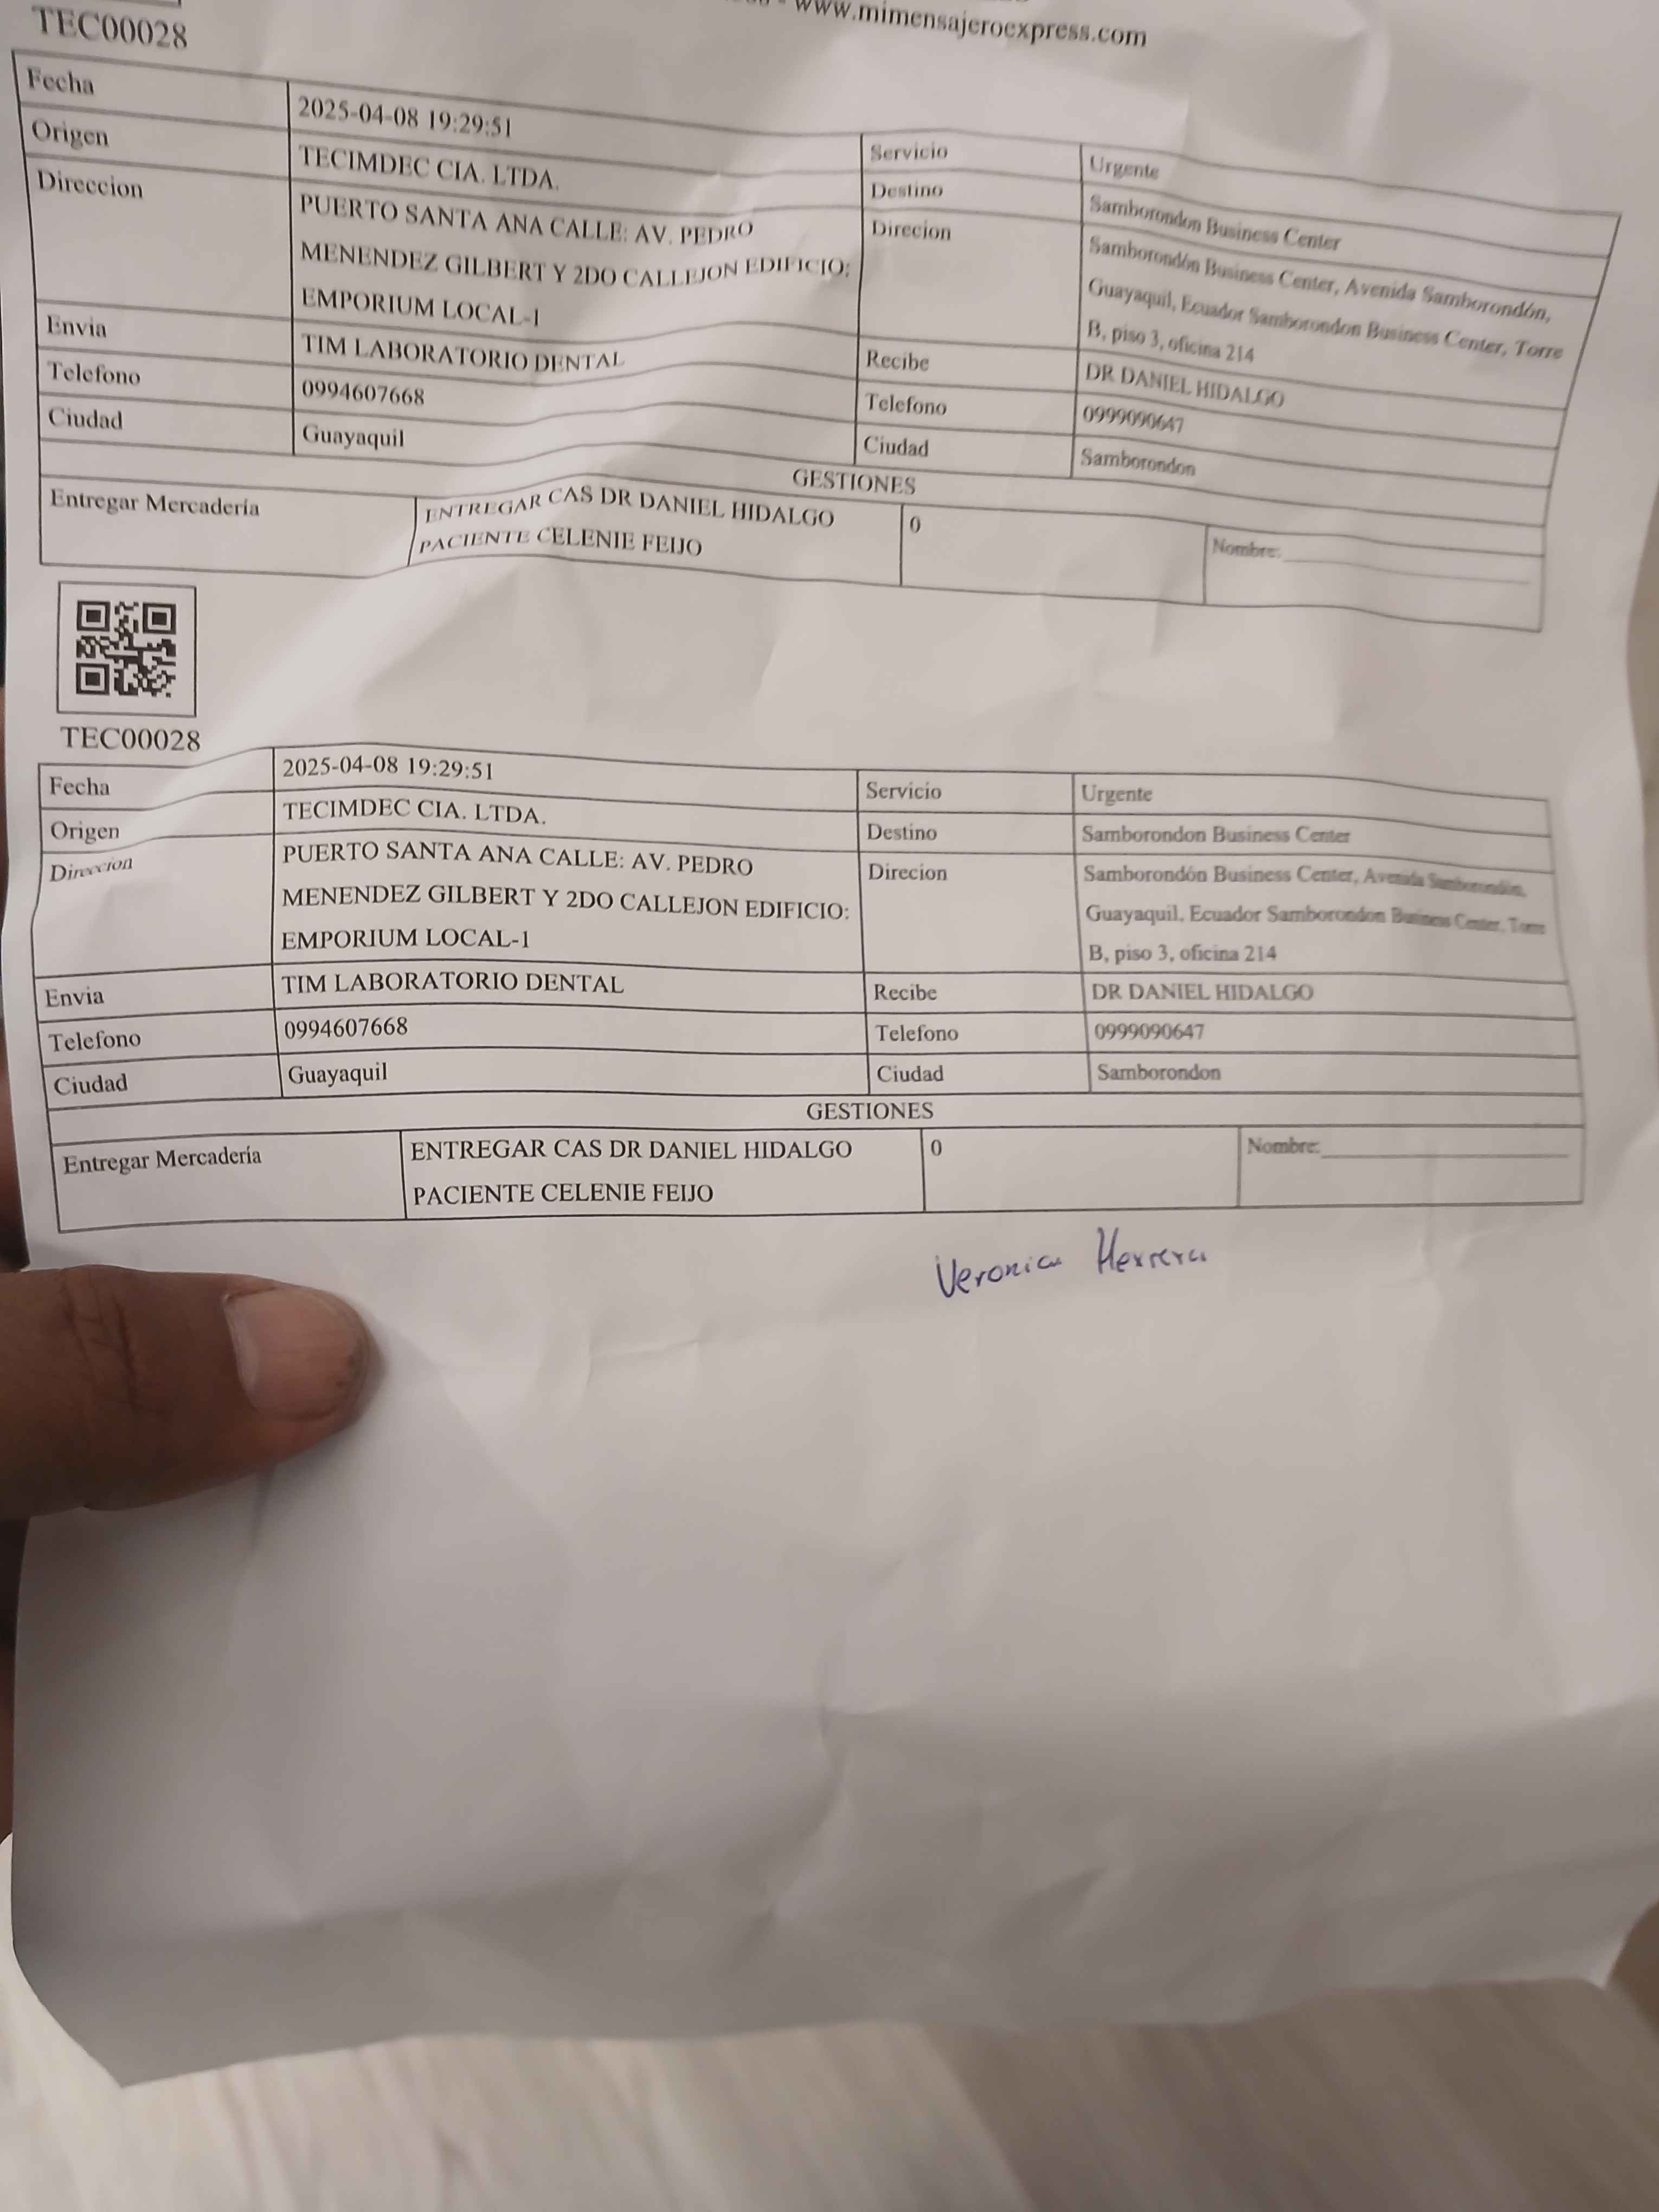 www.mimensajeroexpress.com
TEC00028
Fecha 2025-04-08 19:29:51 Servicio Urgente
Origen TECIMDEC CIA. LTDA. Destino Samborondon Business Center
Direccion PUERTO SANTA ANA CALLE: AV. PEDRO Direcion Samborondón Business Center, Avenida Samborondón,
MENENDEZ GILBERT Y 2DO CALLEJON EDIFICIO: Guayaquil, Ecuador Samborondon Business Center, Torre
EMPORIUM LOCAL-1 B, piso 3, oficina 214
Envia TIM LABORATORIO DENTAL Recibe DR DANIEL HIDALGO
Telefono 0994607668 Telefono 0999090647
Ciudad Guayaquil Ciudad Samborondon
GESTIONES
Entregar Mercadería ENTREGAR CAS DR DANIEL HIDALGO 0 Nombre:
PACIENTE CELENIE FEIJO
TEC00028
Fecha 2025-04-08 19:29:51 Servicio Urgente
Origen TECIMDEC CIA. LTDA. Destino Samborondon Business Center
Direccion PUERTO SANTA ANA CALLE: AV. PEDRO Direcion Samborondón Business Center, Avenida Samborondón,
MENENDEZ GILBERT Y 2DO CALLEJON EDIFICIO: Guayaquil, Ecuador Samborondon Business Center, Torre
EMPORIUM LOCAL-1 B, piso 3, oficina 214
Envia TIM LABORATORIO DENTAL Recibe DR DANIEL HIDALGO
Telefono 0994607668 Telefono 0999090647
Ciudad Guayaquil Ciudad Samborondon
GESTIONES
Entregar Mercadería ENTREGAR CAS DR DANIEL HIDALGO 0 Nombre:
PACIENTE CELENIE FEIJO
Veronica Herrera